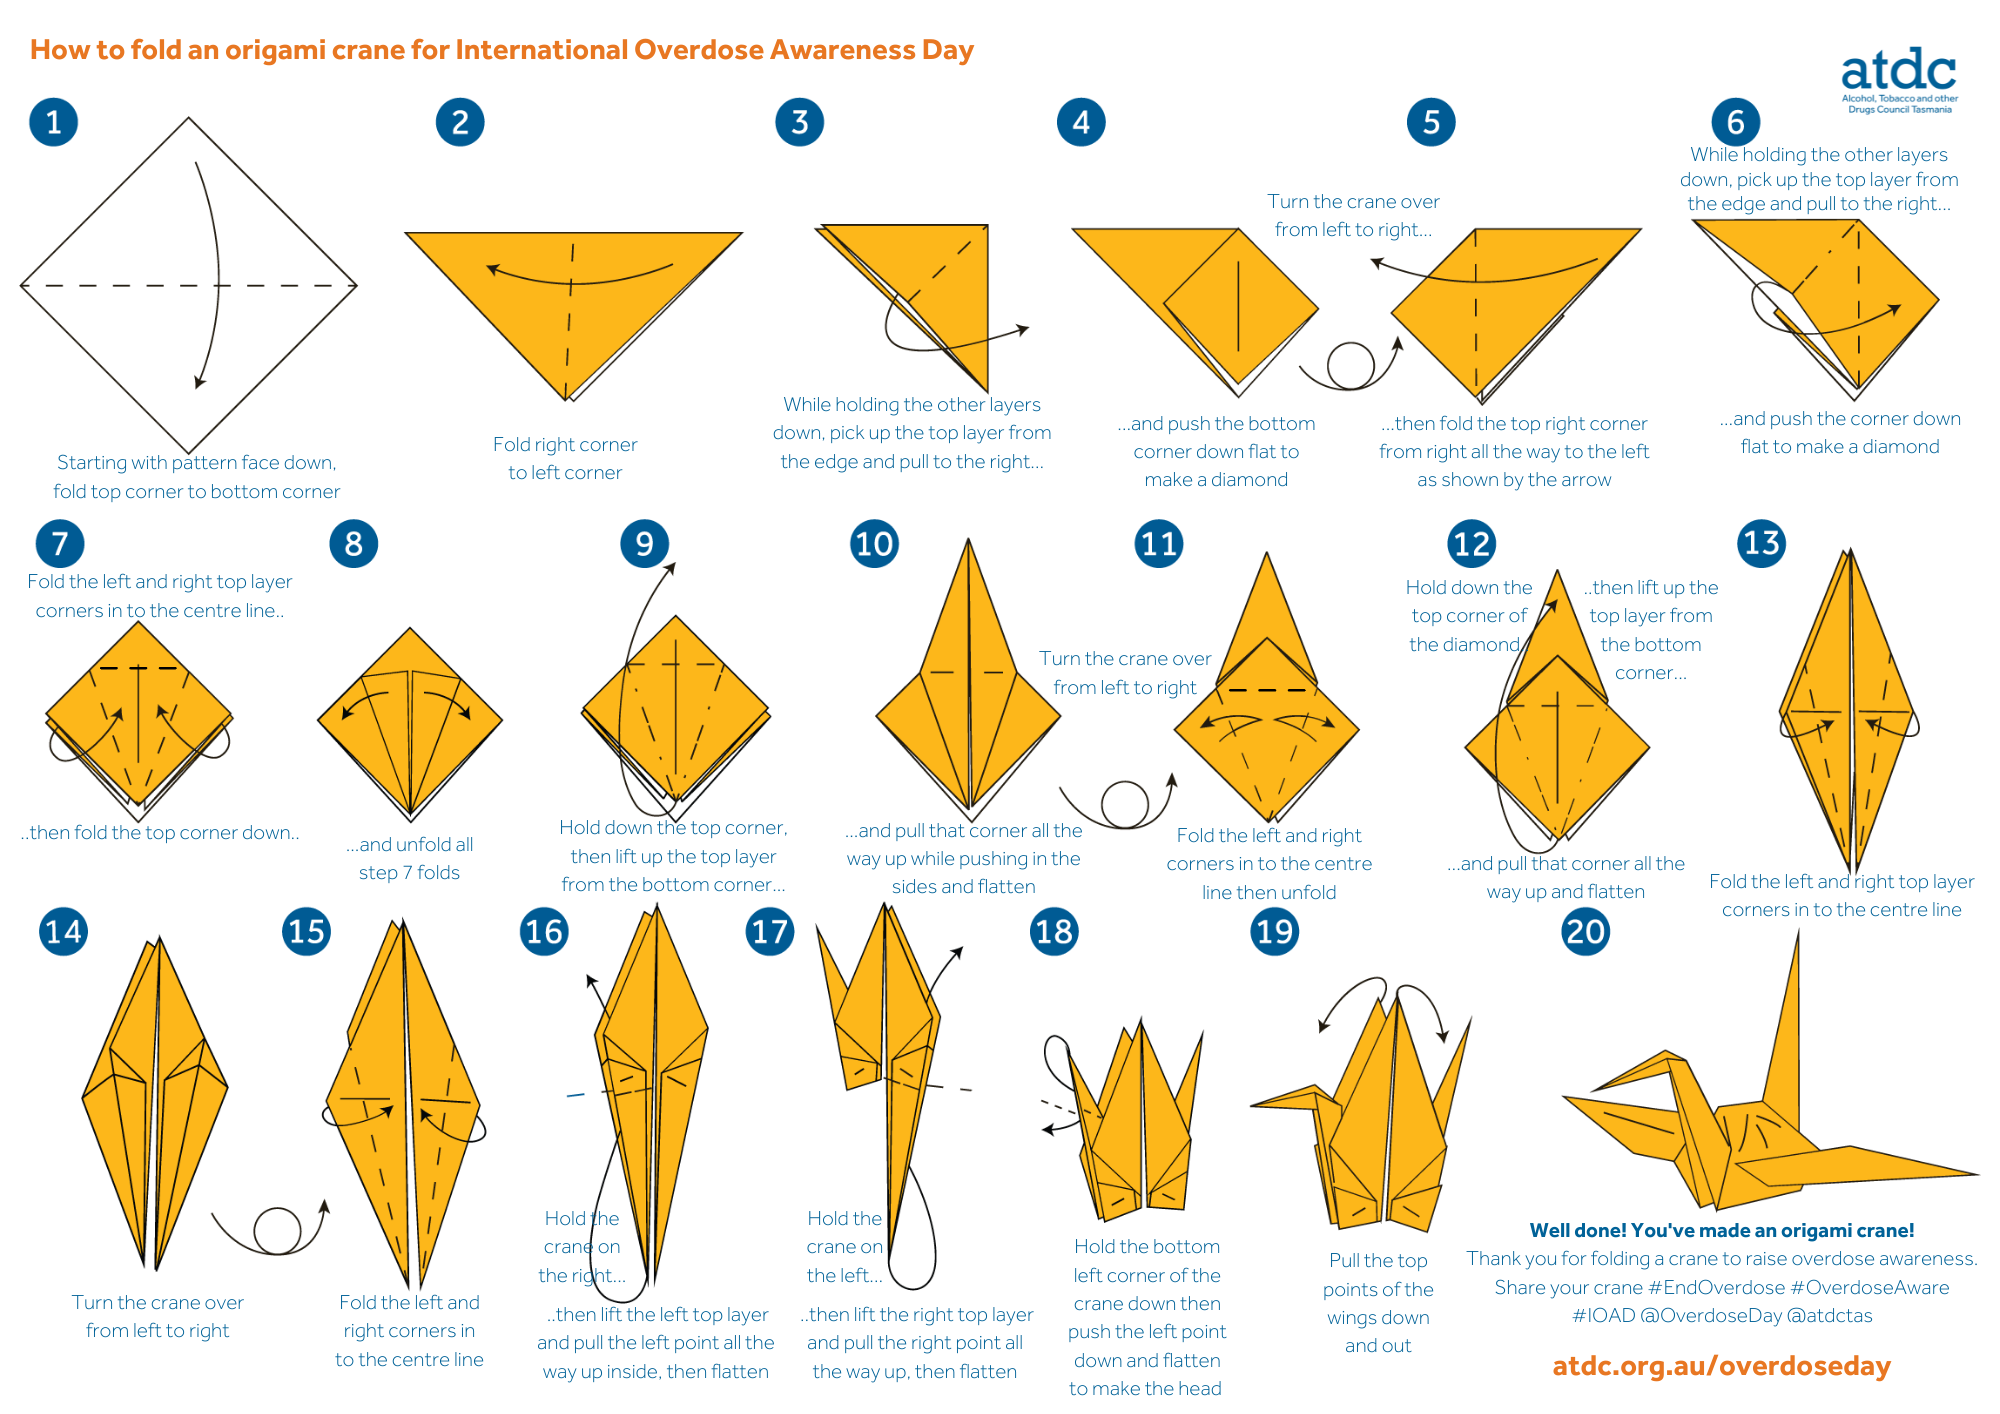 How to fold an origami crane for International Overdose Awareness Day
atdc
Alcohol, Tobacco and other
Drugs Council Tasmania
1
Starting with pattern face down,
fold top corner to bottom corner
2
Fold right corner
to left corner
3
While holding the other layers
down, pick up the top layer from
the edge and pull to the right...
4
...and push the bottom
corner down flat to
make a diamond
Turn the crane over
from left to right...
5
...then fold the top right corner
from right all the way to the left
as shown by the arrow
6
While holding the other layers
down, pick up the top layer from
the edge and pull to the right...
...and push the corner down
flat to make a diamond
7
Fold the left and right top layer
corners in to the centre line..
..then fold the top corner down..
8
...and unfold all
step 7 folds
9
Hold down the top corner,
then lift up the top layer
from the bottom corner...
10
...and pull that corner all the
way up while pushing in the
sides and flatten
Turn the crane over
from left to right
11
Fold the left and right
corners in to the centre
line then unfold
12
Hold down the
top corner of
the diamond
..then lift up the
top layer from
the bottom
corner...
...and pull that corner all the
way up and flatten
13
Fold the left and right top layer
corners in to the centre line
14
Turn the crane over
from left to right
15
Fold the left and
right corners in
to the centre line
16
Hold the
crane on
the right...
..then lift the left top layer
and pull the left point all the
way up inside, then flatten
17
Hold the
crane on
the left...
..then lift the right top layer
and pull the right point all
the way up, then flatten
18
Hold the bottom
left corner of the
crane down then
push the left point
down and flatten
to make the head
19
Pull the top
points of the
wings down
and out
20
Well done! You've made an origami crane!
Thank you for folding a crane to raise overdose awareness.
Share your crane #EndOverdose #OverdoseAware
#IOAD @OverdoseDay @atdctas
atdc.org.au/overdoseday